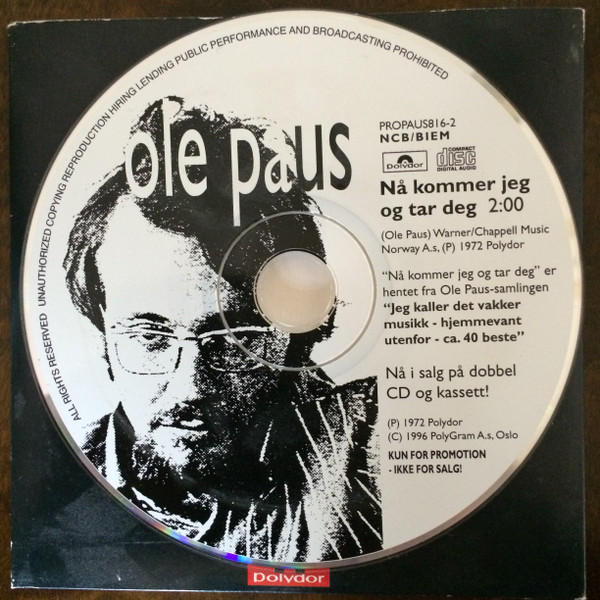 ALL RIGHTS RESERVED   UNAUTHORIZED COPYING REPRODUCTION HIRING LENDING PUBLIC PERFORMANCE AND BROADCASTING PROHIBITED
ole paus
PROPAUS816-2
NCB/BIEM
Polydor
COMPACT
disc
DIGITAL AUDIO
Nå kommer jeg
og tar deg 2:00
(Ole Paus) Warner/Chappell Music
Norway A.s, (P) 1972 Polydor
"Nå kommer jeg og tar deg" er
hentet fra Ole Paus-samlingen
"Jeg kaller det vakker
musikk - hjemmevant
utenfor - ca. 40 beste"
Nå i salg på dobbel
CD og kassett!
(P) 1972 Polydor
(C) 1996 PolyGram A.s, Oslo
KUN FOR PROMOTION
- IKKE FOR SALG!
Polydor